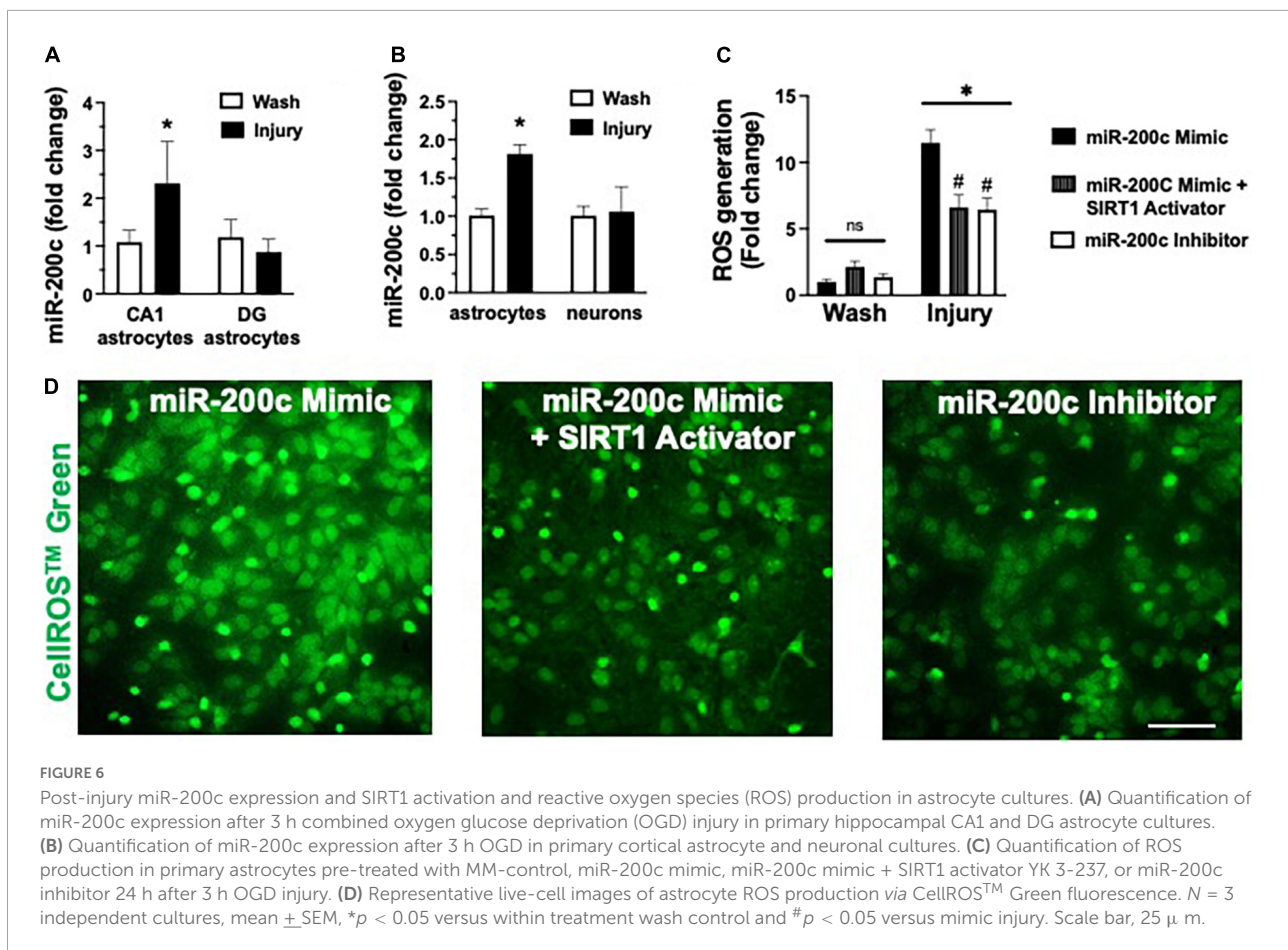 A
miR-200c (fold change)
4
3
2
1
0
*
Wash
Injury
CA1
astrocytes
DG
astrocytes
B
miR-200c (fold change)
2.5
2.0
1.5
1.0
0.5
0.0
*
Wash
Injury
astrocytes
neurons
C
ROS generation
(Fold change)
15
10
5
0
ns
*
#
#
Wash
Injury
miR-200c Mimic
miR-200C Mimic +
SIRT1 Activator
miR-200c Inhibitor
D
CellROS™ Green
miR-200c Mimic
miR-200c Mimic
+ SIRT1 Activator
miR-200c Inhibitor
FIGURE 6
Post-injury miR-200c expression and SIRT1 activation and reactive oxygen species (ROS) production in astrocyte cultures. (A) Quantification of
miR-200c expression after 3 h combined oxygen glucose deprivation (OGD) injury in primary hippocampal CA1 and DG astrocyte cultures.
(B) Quantification of miR-200c expression after 3 h OGD in primary cortical astrocyte and neuronal cultures. (C) Quantification of ROS
production in primary astrocytes pre-treated with MM-control, miR-200c mimic, miR-200c mimic + SIRT1 activator YK 3-237, or miR-200c
inhibitor 24 h after 3 h OGD injury. (D) Representative live-cell images of astrocyte ROS production via CellROS™ Green fluorescence. N = 3
independent cultures, mean ±SEM, *p < 0.05 versus within treatment wash control and #p < 0.05 versus mimic injury. Scale bar, 25 μ m.